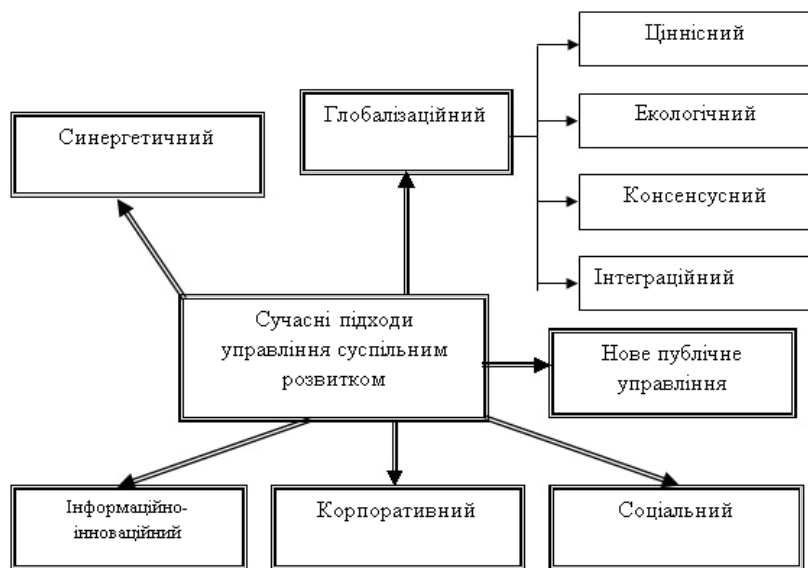 Ціннісний
Глобалізаційний
Екологічний
Синергетичний
Консенсусний
Інтеграційний
Сучасні підходи
управління суспільним
розвитком
Нове публічне
управління
Інформаційно-
інноваційний
Корпоративний
Соціальний